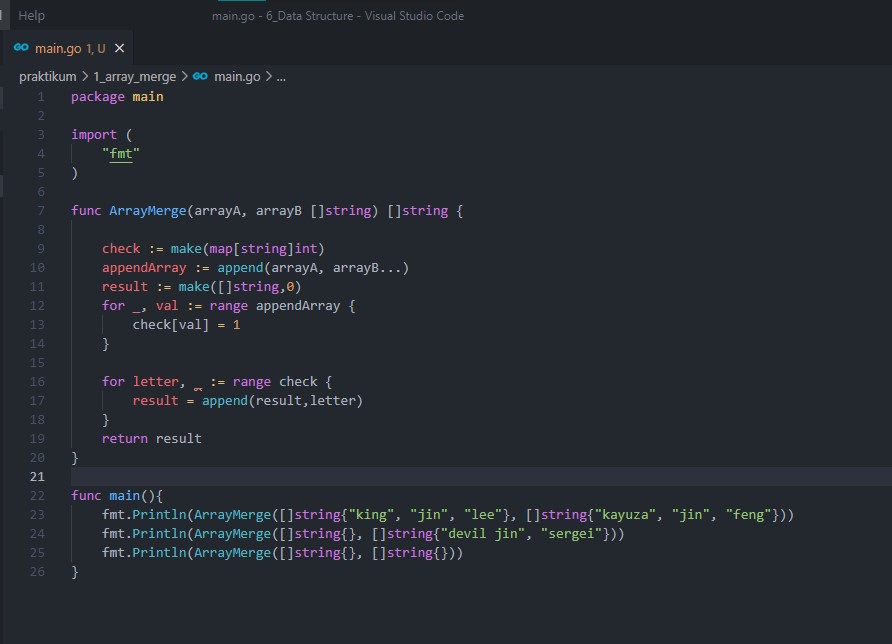 Help
main.go - 6_Data Structure - Visual Studio Code
GO main.go 1, U ×
praktikum > 1_array_merge > GO main.go > ...
1 package main
2
3 import (
4     "fmt"
5 )
6
7 func ArrayMerge(arrayA, arrayB []string) []string {
8
9     check := make(map[string]int)
10     appendArray := append(arrayA, arrayB...)
11     result := make([]string,0)
12     for _, val := range appendArray {
13         check[val] = 1
14     }
15
16     for letter, _ := range check {
17         result = append(result,letter)
18     }
19     return result
20 }
21
22 func main(){
23     fmt.Println(ArrayMerge([]string{"king", "jin", "lee"}, []string{"kayuza", "jin", "feng"}))
24     fmt.Println(ArrayMerge([]string{}, []string{"devil jin", "sergei"}))
25     fmt.Println(ArrayMerge([]string{}, []string{}))
26 }